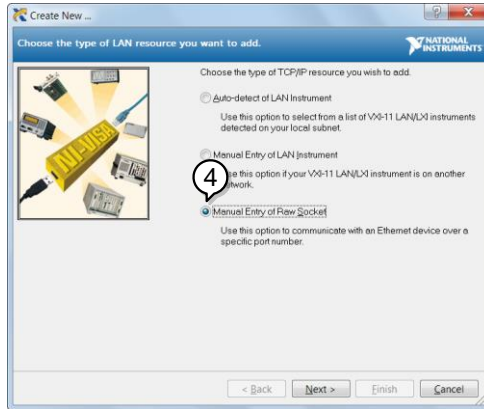 Create New ...
Choose the type of LAN resource you want to add.
NATIONAL
INSTRUMENTS
NI-VISA
Choose the type of TCP/IP resource you wish to add.
Auto-detect of LAN Instrument
Use this option to select from a list of VXI-11 LAN/LXI instruments
detected on your local subnet.
Manual Entry of LAN Instrument
this option if your VXI-11 LAN/LXI instrument is on another
4
Manual Entry of Raw Socket
Use this option to communicate with an Ethernet device over a
specific port number.
< Back
Next >
Finish
Cancel